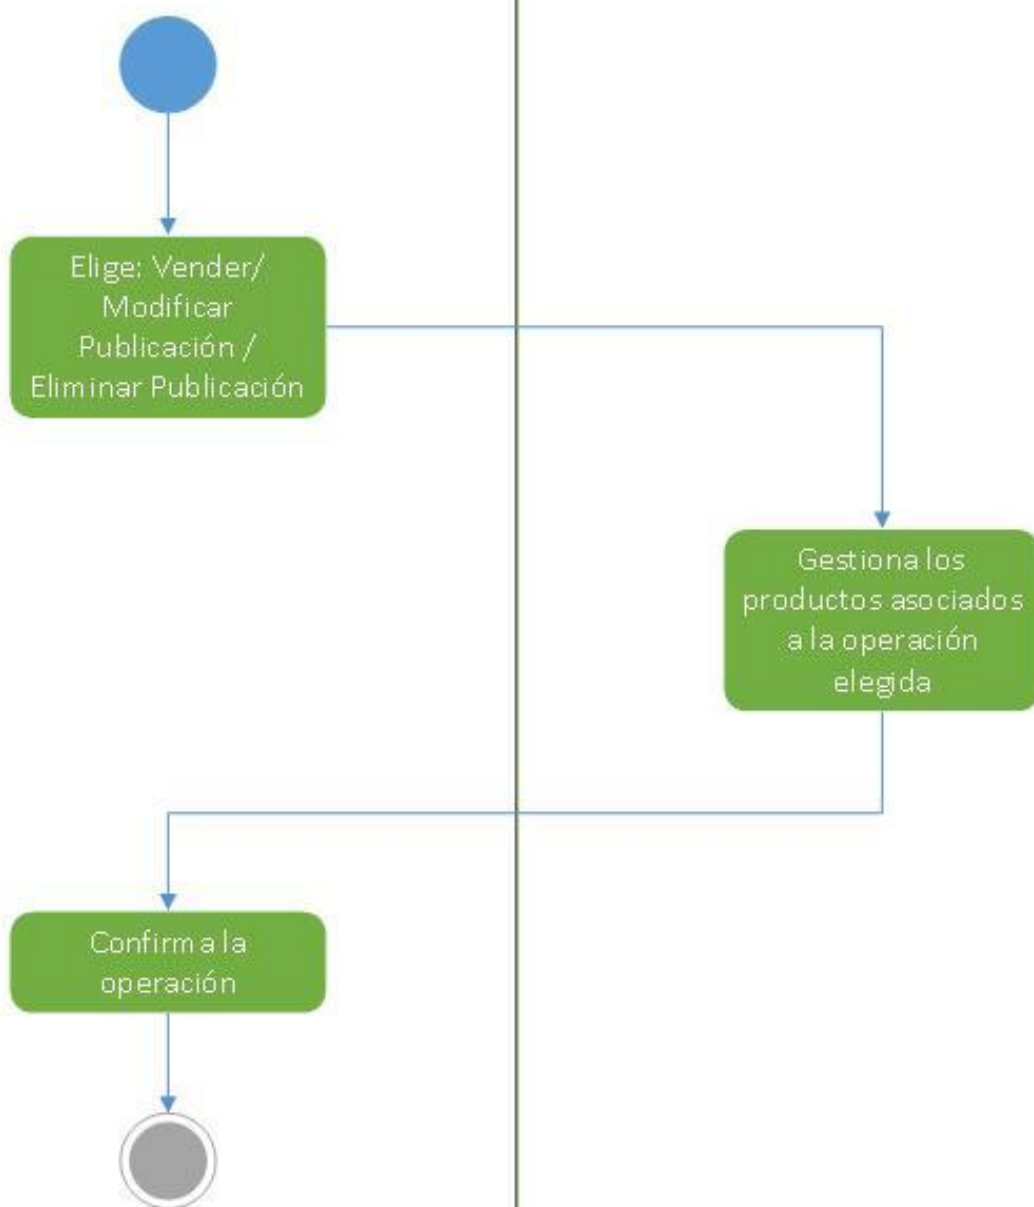 Elige: Vender/
Modificar
Publicación /
Eliminar Publicación
Gestiona los
productos asociados
a la operación
elegida
Confirma la
operación